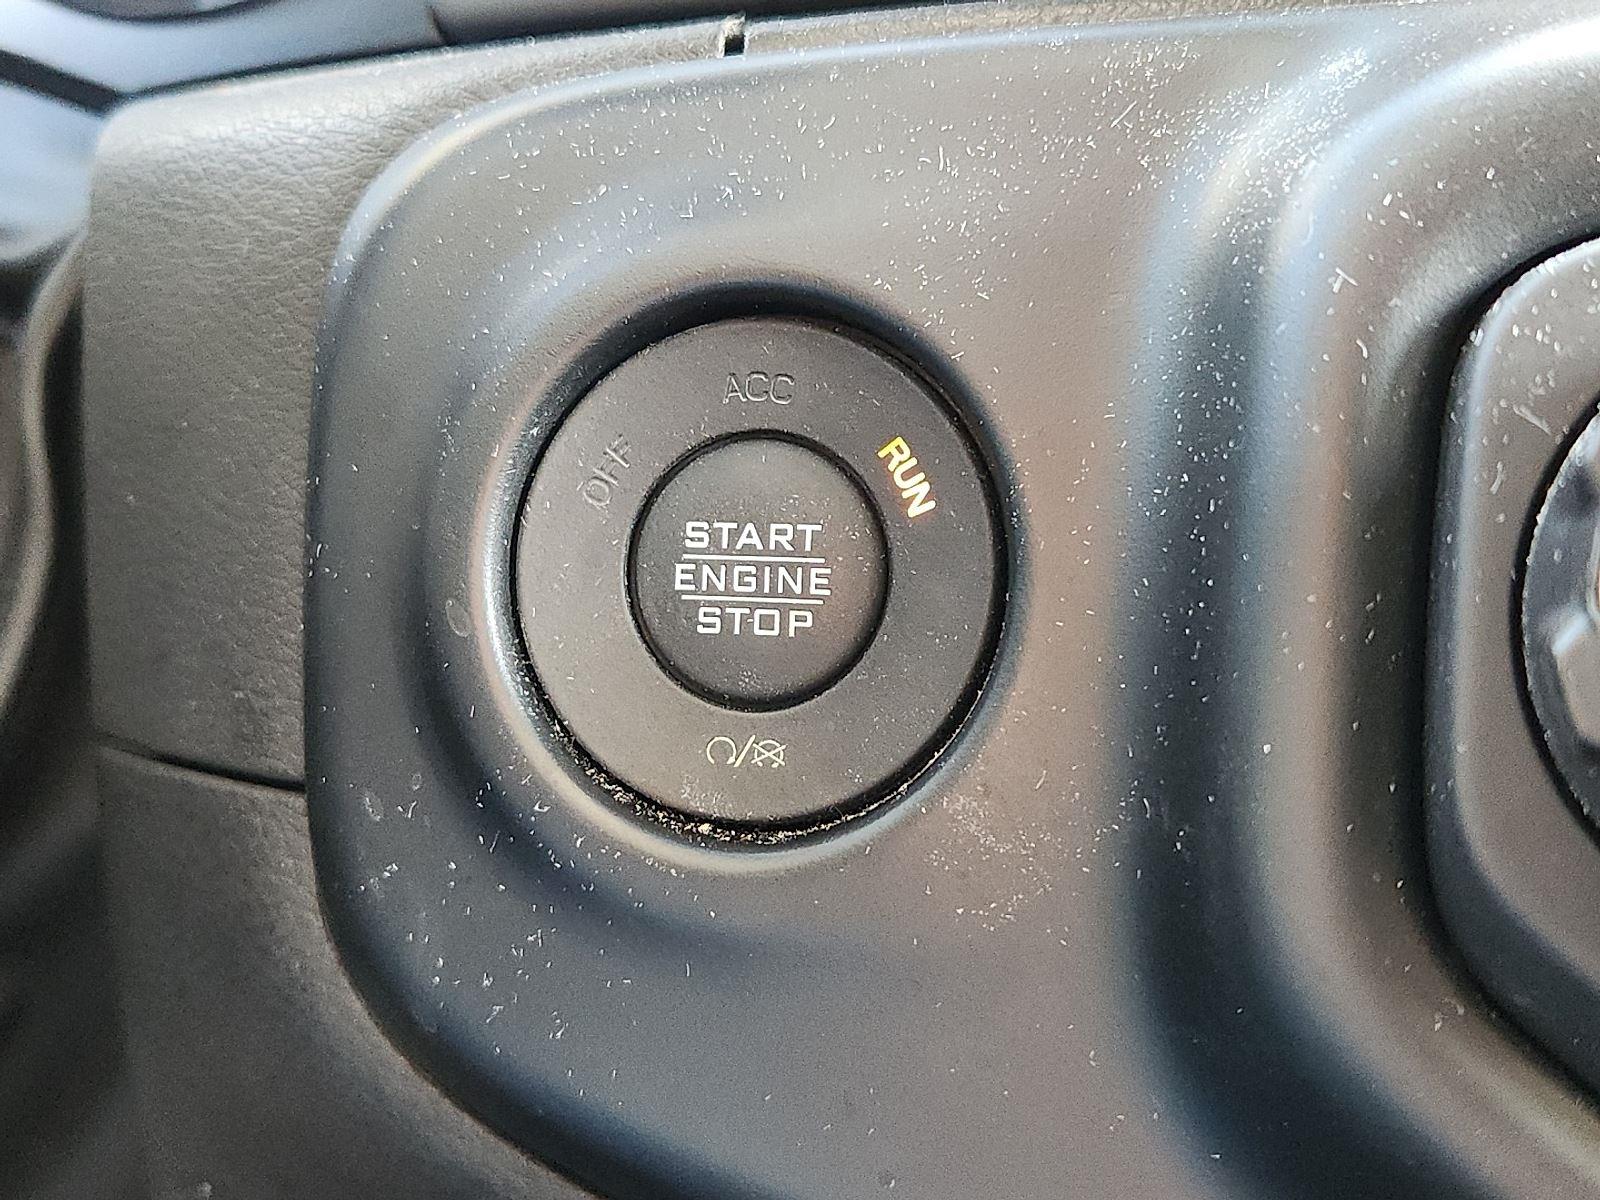 ACC
OFF
RUN
START
ENGINE
STOP